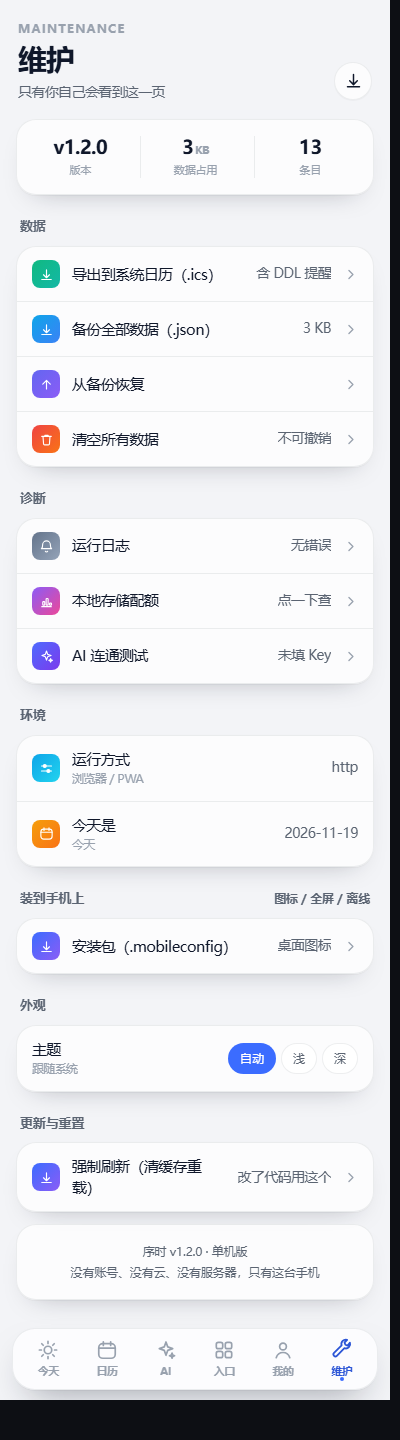 MAINTENANCE
维护
只有你自己会看到这一页
v1.2.0
版本
3 KB
数据占用
13
条目
数据
导出到系统日历（.ics） 含 DDL 提醒
备份全部数据（.json） 3 KB
从备份恢复
清空所有数据 不可撤销
诊断
运行日志 无错误
本地存储配额 点一下查
AI 连通测试 未填 Key
环境
运行方式 http
浏览器 / PWA
今天是 2026-11-19
今天
装到手机上 图标 / 全屏 / 离线
安装包（.mobileconfig） 桌面图标
外观
主题
跟随系统
自动 浅 深
更新与重置
强制刷新（清缓存重
载） 改了代码用这个
序时 v1.2.0 · 单机版
没有账号、没有云、没有服务器，只有这台手机
今天 日历 AI 入口 我的 维护